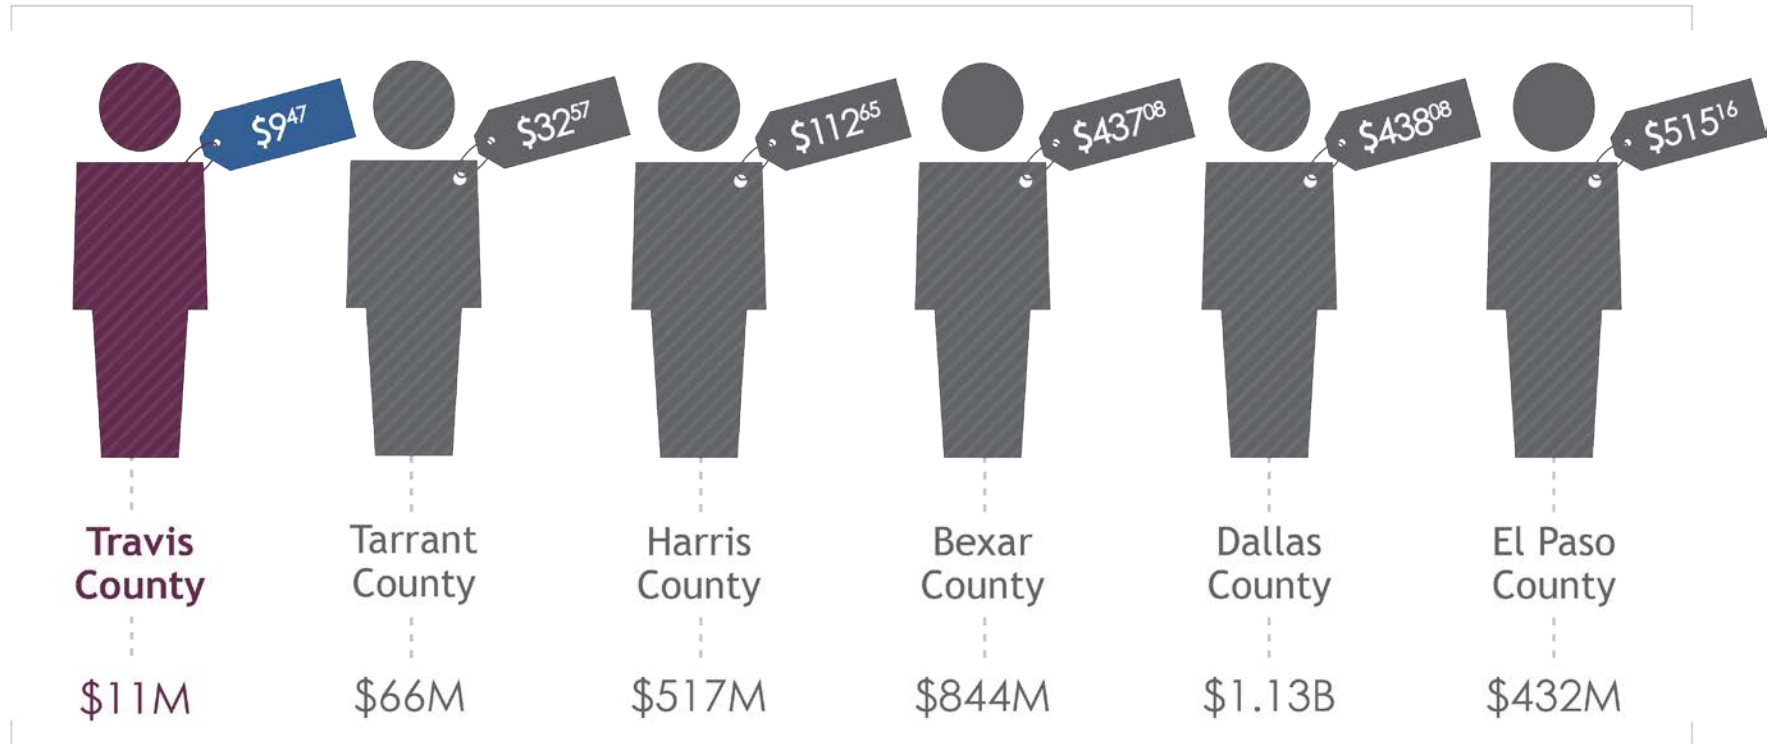 $9⁴⁷ $32⁵⁷ $112⁶⁵ $437⁰⁸ $438⁰⁸ $515¹⁶
Travis Tarrant Harris Bexar Dallas El Paso
County County County County County County
$11M $66M $517M $844M $1.13B $432M